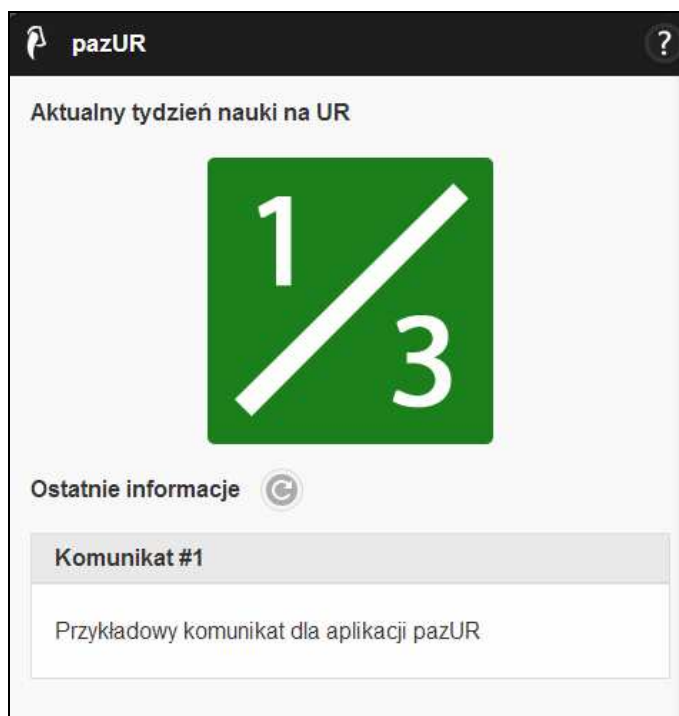 pazUR
?
Aktualny tydzień nauki na UR
1/3
Ostatnie informacje
Komunikat #1
Przykładowy komunikat dla aplikacji pazUR